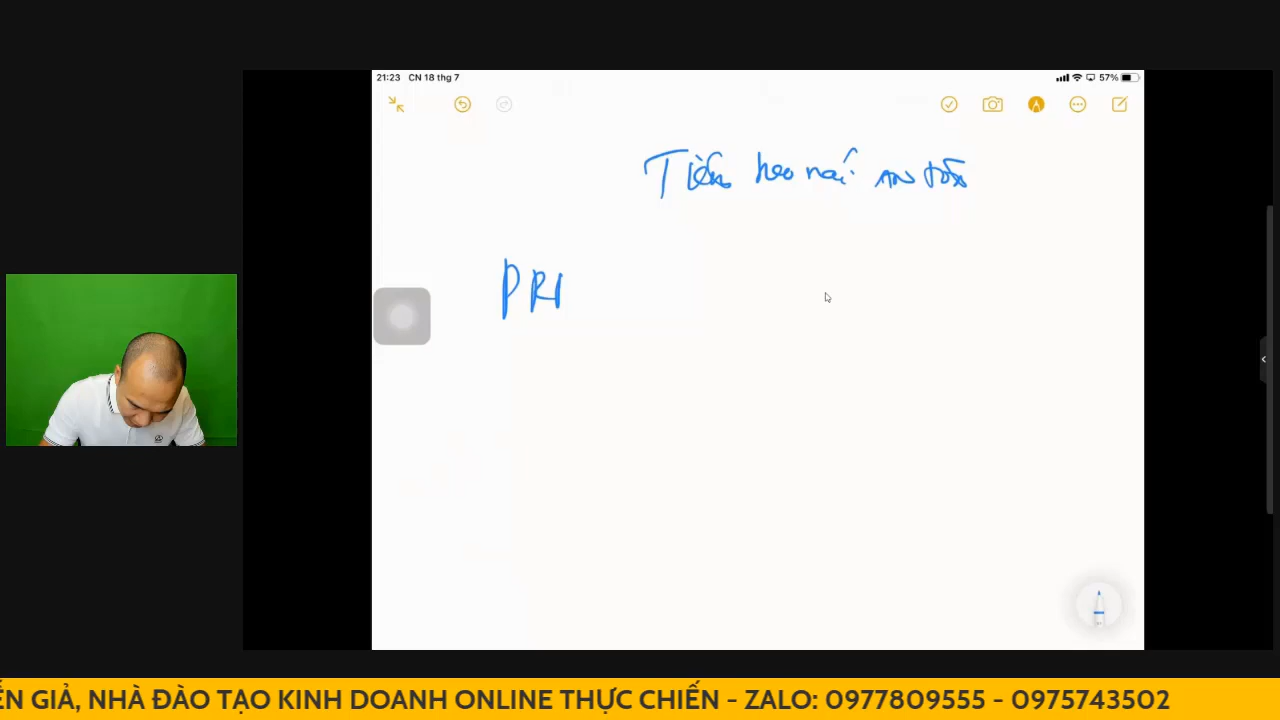 21:23 CN 18 thg 7
57%
Tiền heo nái an toàn
PRI
ỄN GIẢ, NHÀ ĐÀO TẠO KINH DOANH ONLINE THỰC CHIẾN - ZALO: 0977809555 - 0975743502